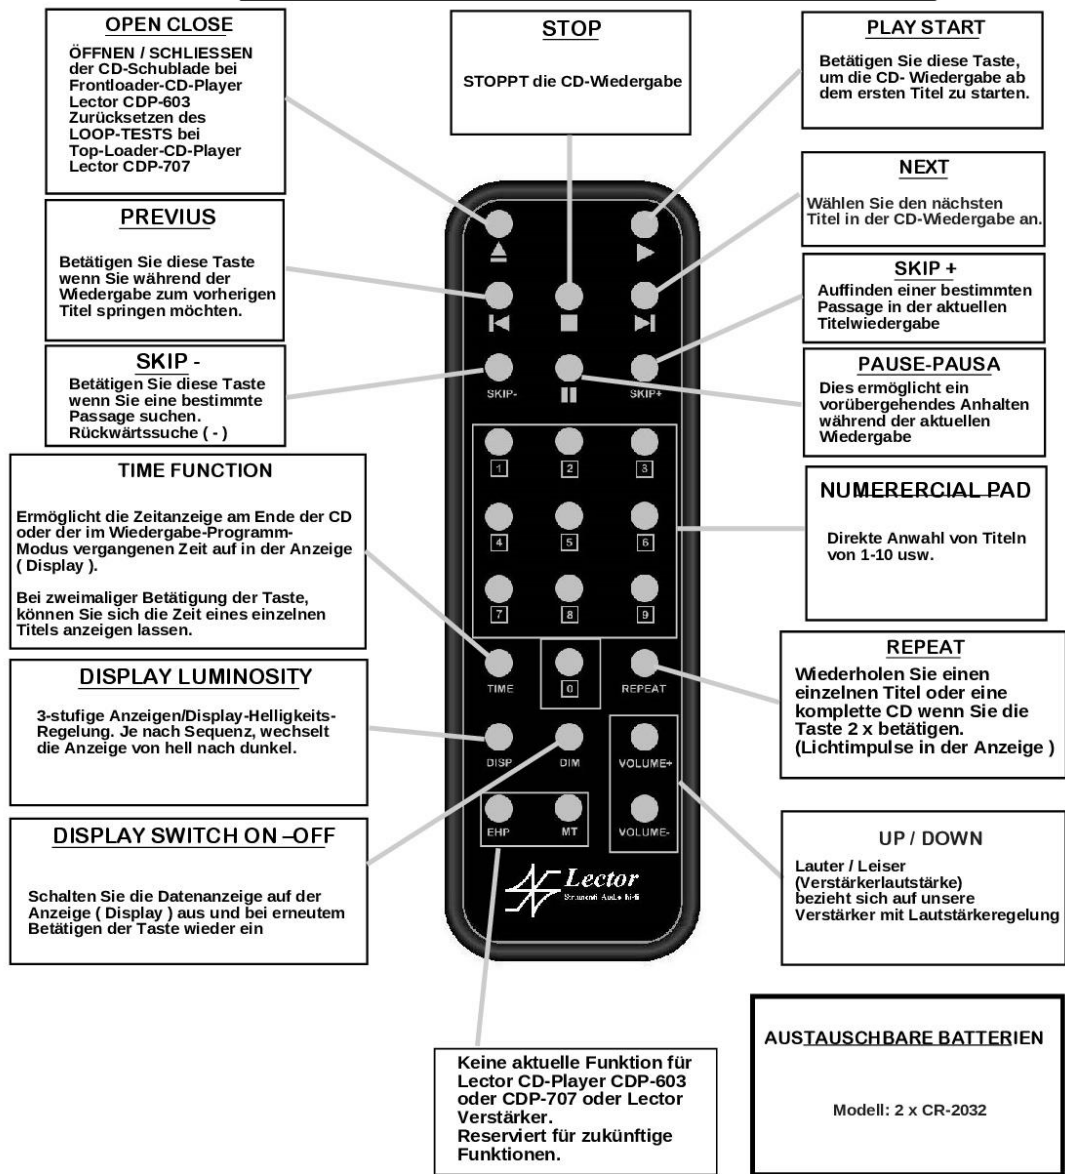 OPEN CLOSE
ÖFFNEN / SCHLIESSEN
der CD-Schublade bei
Frontloader-CD-Player
Lector CDP-603
Zurücksetzen des
LOOP-TESTS bei
Top-Loader-CD-Player
Lector CDP-707
STOP
STOPPT die CD-Wiedergabe
PLAY START
Betätigen Sie diese Taste,
um die CD- Wiedergabe ab
dem ersten Titel zu starten.
PREVIUS
Betätigen Sie diese Taste
wenn Sie während der
Wiedergabe zum vorherigen
Titel springen möchten.
NEXT
Wählen Sie den nächsten
Titel in der CD-Wiedergabe an.
SKIP +
Auffinden einer bestimmten
Passage in der aktuellen
Titelwiedergabe
SKIP -
Betätigen Sie diese Taste
wenn Sie eine bestimmte
Passage suchen.
Rückwärtssuche ( - )
PAUSE-PAUSA
Dies ermöglicht ein
vorübergehendes Anhalten
während der aktuellen
Wiedergabe
TIME FUNCTION
Ermöglicht die Zeitanzeige am Ende der CD
oder der im Wiedergabe-Programm-
Modus vergangenen Zeit auf in der Anzeige
( Display ).
Bei zweimaliger Betätigung der Taste,
können Sie sich die Zeit eines einzelnen
Titels anzeigen lassen.
NUMERERCIAL PAD
Direkte Anwahl von Titeln
von 1-10 usw.
DISPLAY LUMINOSITY
3-stufige Anzeigen/Display-Helligkeits-
Regelung. Je nach Sequenz, wechselt
die Anzeige von hell nach dunkel.
REPEAT
Wiederholen Sie einen
einzelnen Titel oder eine
komplette CD wenn Sie die
Taste 2 x betätigen.
(Lichtimpulse in der Anzeige )
DISPLAY SWITCH ON –OFF
Schalten Sie die Datenanzeige auf der
Anzeige ( Display ) aus und bei erneutem
Betätigen der Taste wieder ein
UP / DOWN
Lauter / Leiser
(Verstärkerlautstärke)
bezieht sich auf unsere
Verstärker mit Lautstärkeregelung
SKIP- SKIP+
1 2 3
4 5 6
7 8 9
TIME 0 REPEAT
DISP DIM VOLUME+
EHP MT VOLUME-
Lector
Strumenti Audio hi-fi
Keine aktuelle Funktion für
Lector CD-Player CDP-603
oder CDP-707 oder Lector
Verstärker.
Reserviert für zukünftige
Funktionen.
AUSTAUSCHBARE BATTERIEN
Modell: 2 x CR-2032